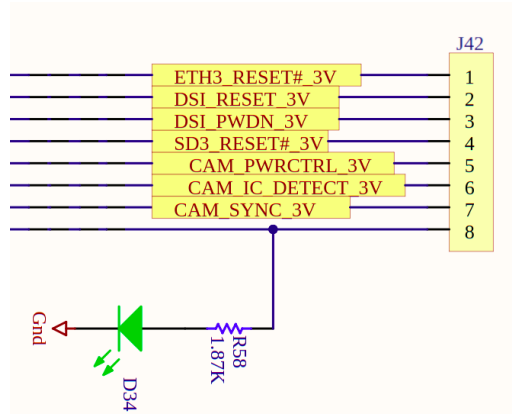 J42
ETH3_RESET#_3V 1
DSI_RESET_3V 2
DSI_PWDN_3V 3
SD3_RESET#_3V 4
CAM_PWRCTRL_3V 5
CAM_IC_DETECT_3V 6
CAM_SYNC_3V 7
8
Gnd
D34
1.87K
R58